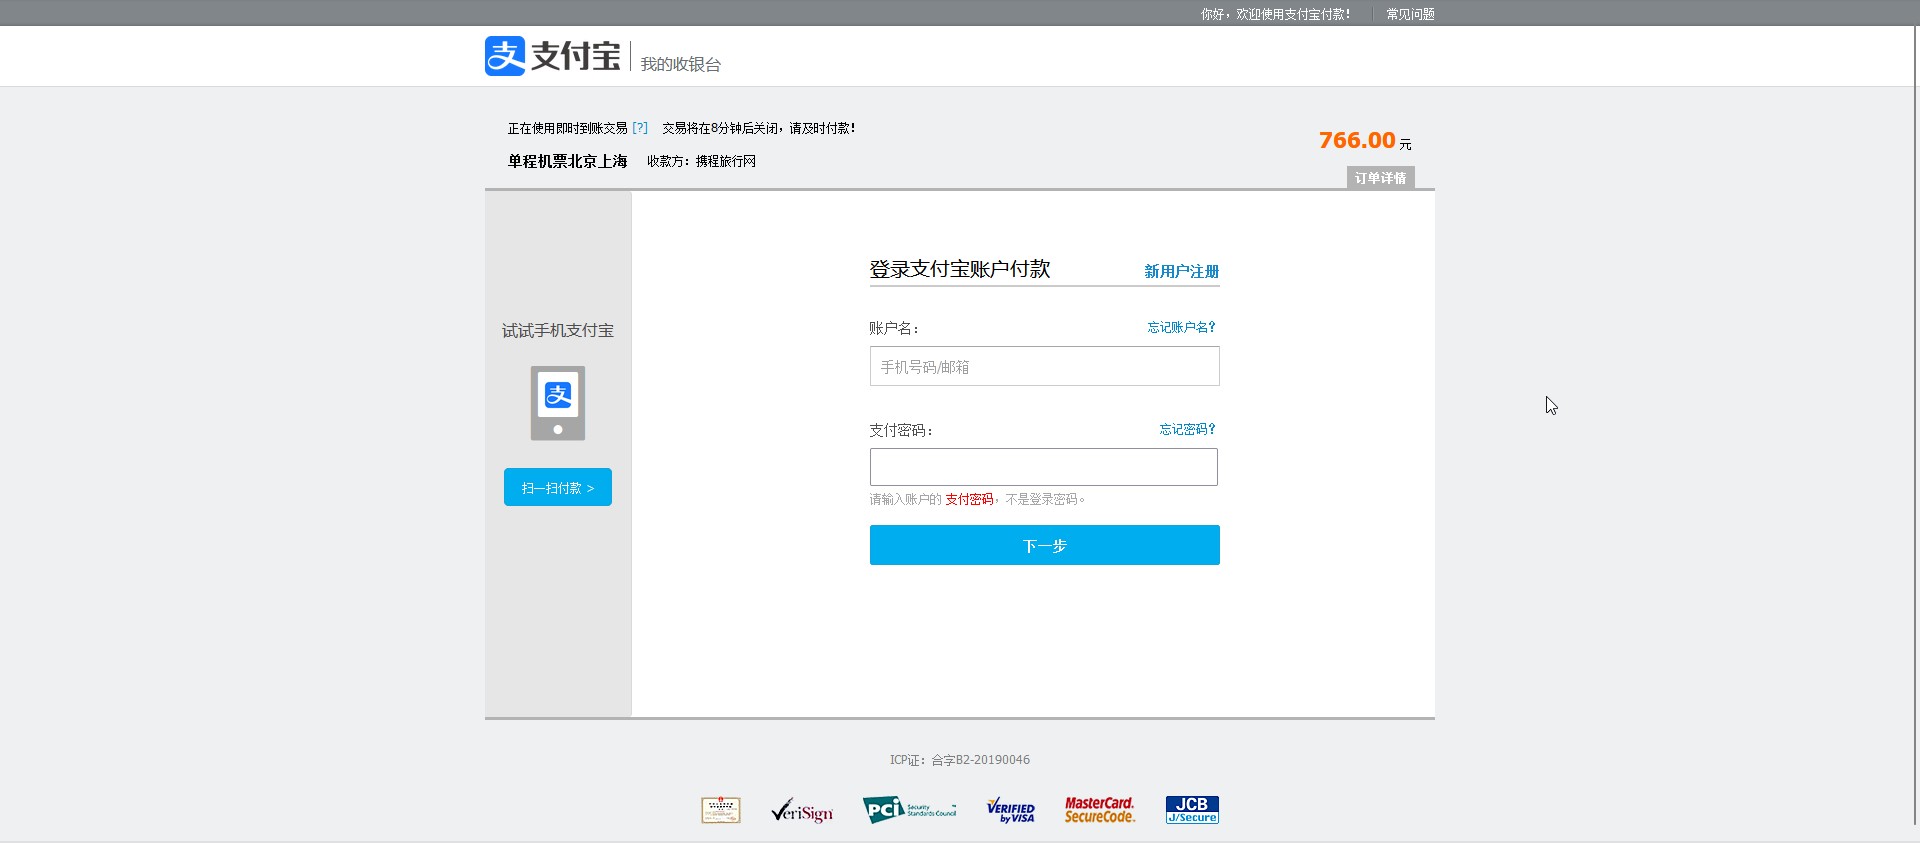 你好，欢迎使用支付宝付款！ 常见问题
支 支付宝 我的收银台
正在使用即时到账交易 [?] 交易将在8分钟后关闭，请及时付款！
766.00 元
单程机票北京上海 收款方：携程旅行网
订单详情
登录支付宝账户付款 新用户注册
试试手机支付宝
支
扫一扫付款 >
账户名： 忘记账户名？
手机号码/邮箱
支付密码： 忘记密码？
请输入账户的 支付密码，不是登录密码。
下一步
ICP证：合字B2-20190046
VeriSign
PCi Security Standards Council
VERIFIED by VISA
MasterCard. SecureCode.
JCB J/Secure